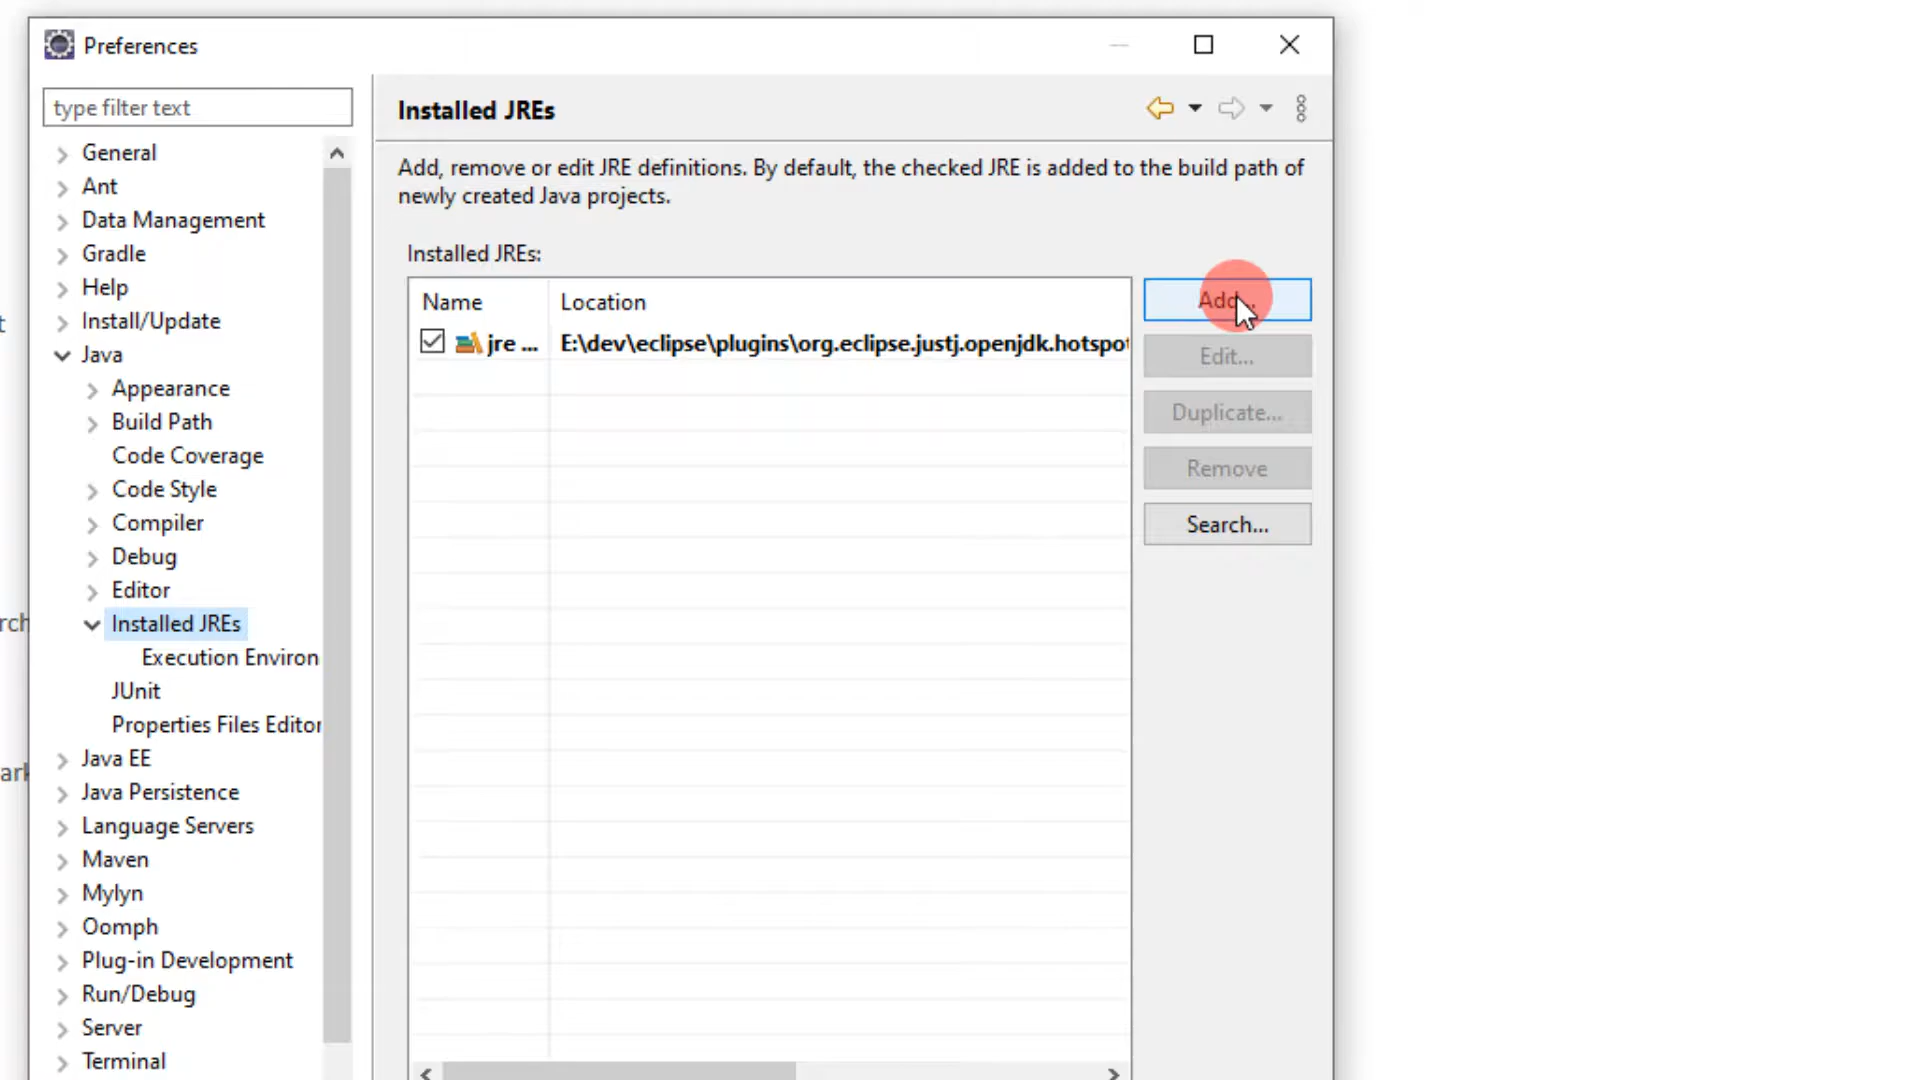 Preferences
type filter text
General
Ant
Data Management
Gradle
Help
Install/Update
Java
Appearance
Build Path
Code Coverage
Code Style
Compiler
Debug
Editor
Installed JREs
Execution Environ
JUnit
Properties Files Editor
Java EE
Java Persistence
Language Servers
Maven
Mylyn
Oomph
Plug-in Development
Run/Debug
Server
Terminal
Installed JREs
Add, remove or edit JRE definitions. By default, the checked JRE is added to the build path of
newly created Java projects.
Installed JREs:
Name Location
jre ... E:\dev\eclipse\plugins\org.eclipse.justj.openjdk.hotspot
Add...
Edit...
Duplicate...
Remove
Search...
t
rch
ark